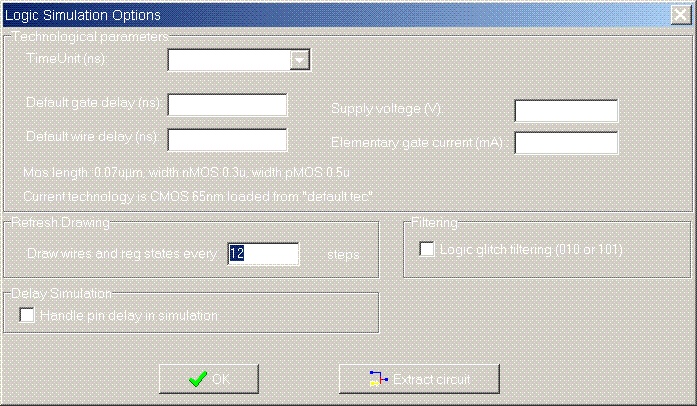 Logic Simulation Options
Technological parameters
TimeUnit (ns):
Default gate delay (ns):
Supply voltage (V):
Default wire delay (ns)
Elementary gate current (mA):
Mos length :0.07uµm, width nMOS 0.3u, width pMOS 0.5u
Current technology is CMOS 65nm loaded from "default.tec"
Refresh Drawing
Draw wires and reg states every 12 steps
Filtering
Logic glitch filtering (010 or 101)
Delay Simulation
Handle pin delay in simulation
OK
Extract circuit